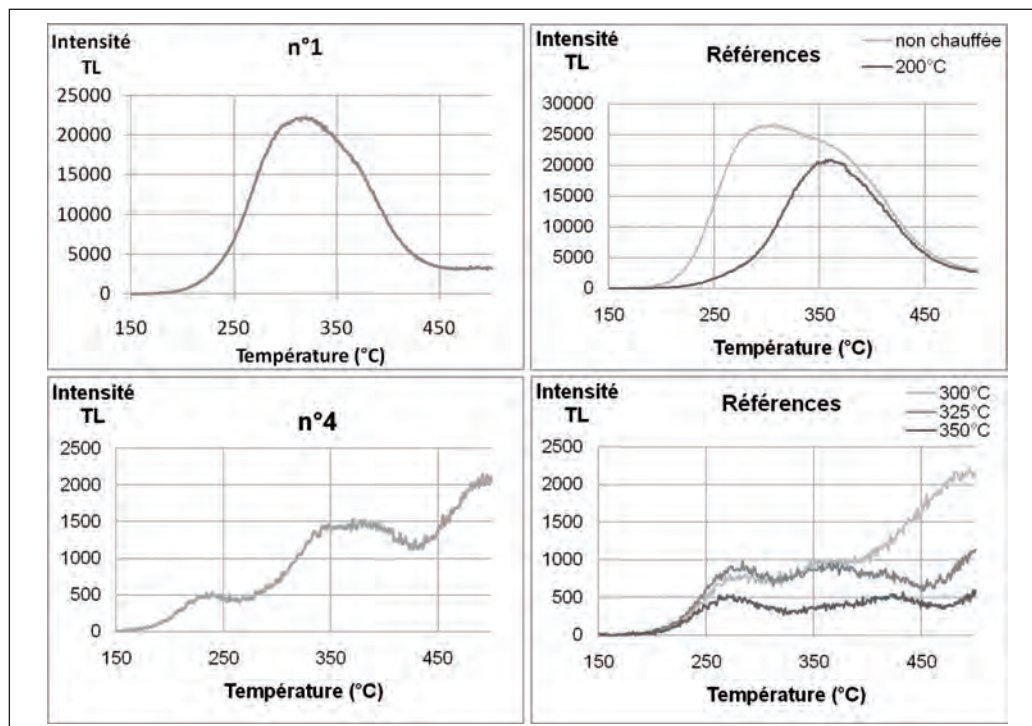 Intensité
TL
n°1
25000
20000
15000
10000
5000
0
150 250 350 450
Température (°C)
Intensité
TL
Références
non chauffée
200°C
30000
25000
20000
15000
10000
5000
0
150 250 350 450
Température (°C)
Intensité
TL
n°4
2500
2000
1500
1000
500
0
150 250 350 450
Température (°C)
Intensité
TL
Références
300°C
325°C
350°C
2500
2000
1500
1000
500
0
150 250 350 450
Température (°C)